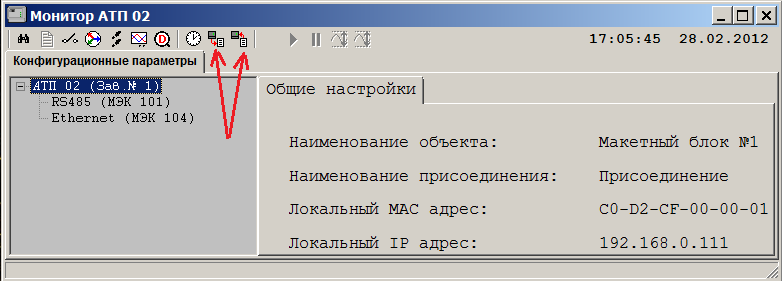 Монитор АТП 02
17:05:45 28.02.2012
Конфигурационные параметры
АТП 02 (Зав.№ 1)
RS485 (МЭК 101)
Ethernet (МЭК 104)
Общие настройки
Наименование объекта: Макетный блок №1
Наименование присоединения: Присоединение
Локальный МАС адрес: C0-D2-CF-00-00-01
Локальный IP адрес: 192.168.0.111